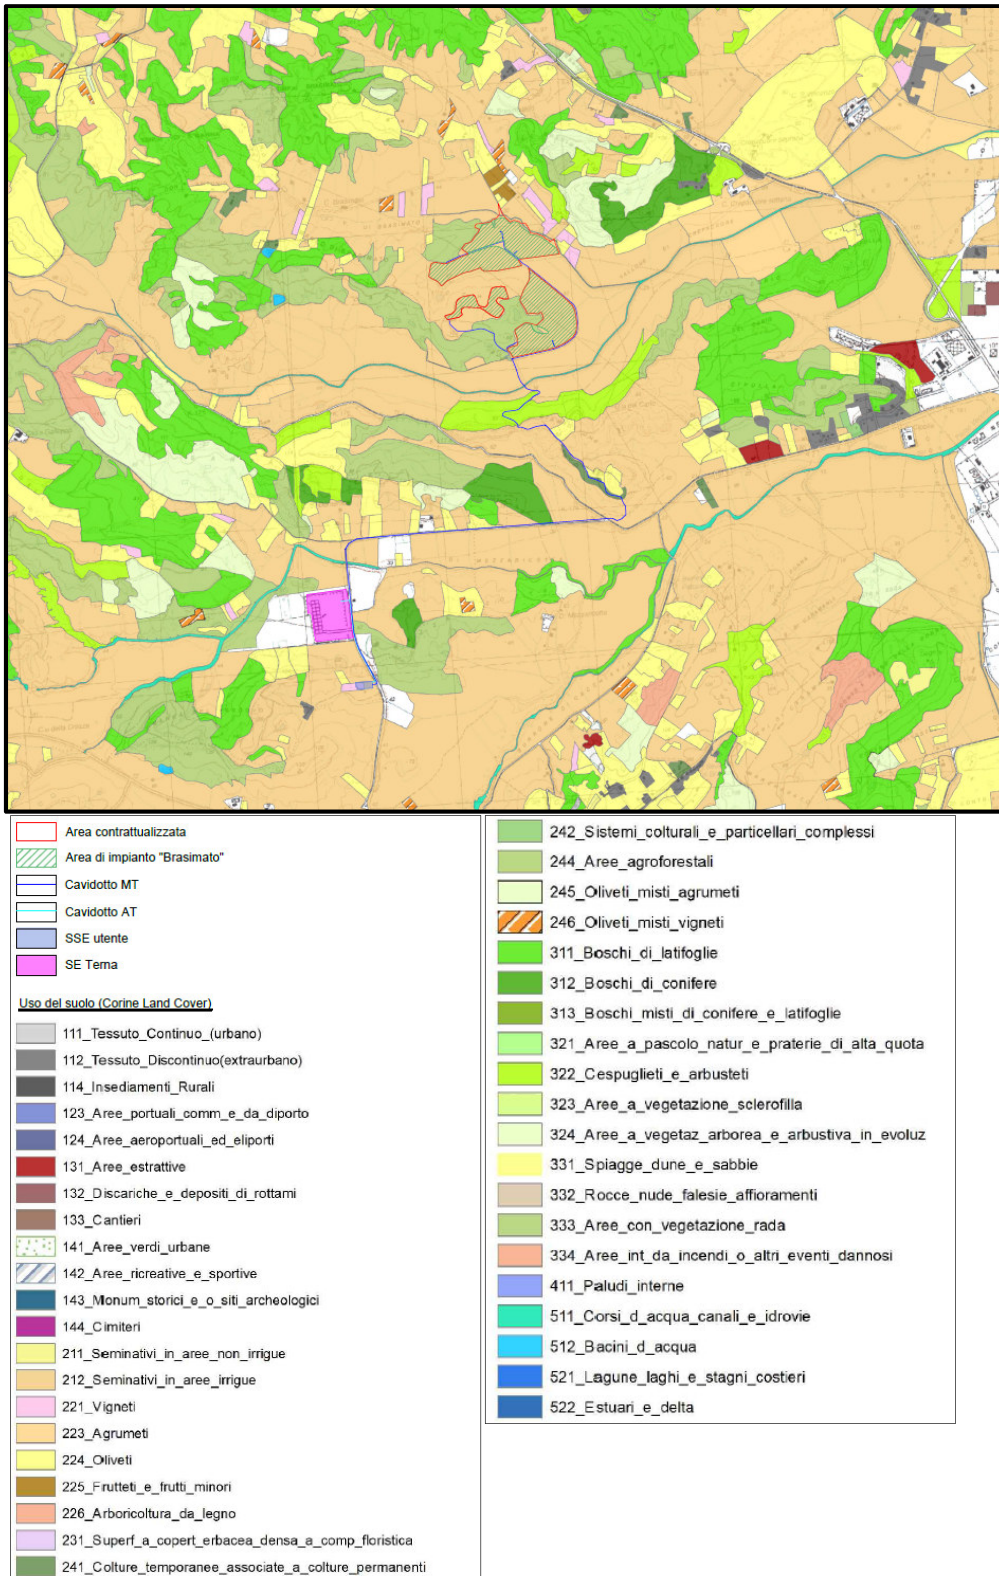 Area contrattualizzata
Area di impianto "Brasimato"
Cavidotto MT
Cavidotto AT
SSE utente
SE Terna
Uso del suolo (Corine Land Cover)
111_Tessuto_Continuo_(urbano)
112_Tessuto_Discontinuo(extraurbano)
114_Insediamenti_Rurali
123_Aree_portuali_comm_e_da_diporto
124_Aree_aeroportuali_ed_eliporti
131_Aree_estrattive
132_Discariche_e_depositi_di_rottami
133_Cantieri
141_Aree_verdi_urbane
142_Aree_ricreative_e_sportive
143_Monum_storici_e_o_siti_archeologici
144_Cimiteri
211_Seminativi_in_aree_non_irrigue
212_Seminativi_in_aree_irrigue
221_Vigneti
223_Agrumeti
224_Oliveti
225_Frutteti_e_frutti_minori
226_Arboricoltura_da_legno
231_Superf_a_copert_erbacea_densa_a_comp_floristica
241_Colture_temporanee_associate_a_colture_permanenti
242_Sistemi_colturali_e_particellari_complessi
244_Aree_agroforestali
245_Oliveti_misti_agrumeti
246_Oliveti_misti_vigneti
311_Boschi_di_latifoglie
312_Boschi_di_conifere
313_Boschi_misti_di_conifere_e_latifoglie
321_Aree_a_pascolo_natur_e_praterie_di_alta_quota
322_Cespuglieti_e_arbusteti
323_Aree_a_vegetazione_sclerofilla
324_Aree_a_vegetaz_arborea_e_arbustiva_in_evoluz
331_Spiagge_dune_e_sabbie
332_Rocce_nude_falesie_affioramenti
333_Aree_con_vegetazione_rada
334_Aree_int_da_incendi_o_altri_eventi_dannosi
411_Paludi_interne
511_Corsi_d_acqua_canali_e_idrovie
512_Bacini_d_acqua
521_Lagune_laghi_e_stagni_costieri
522_Estuari_e_delta